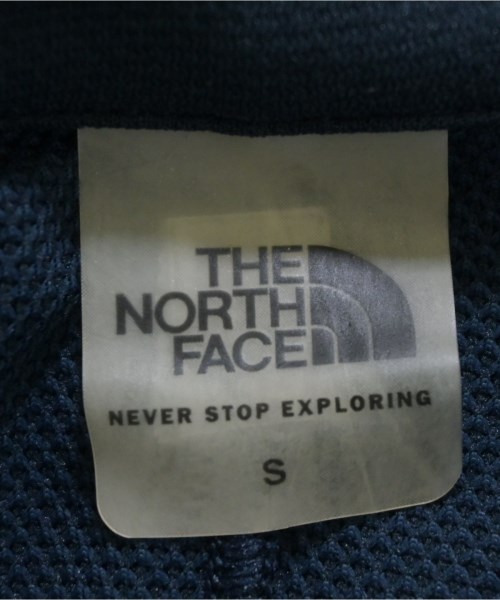 THE
NORTH
FACE
NEVER STOP EXPLORING
S